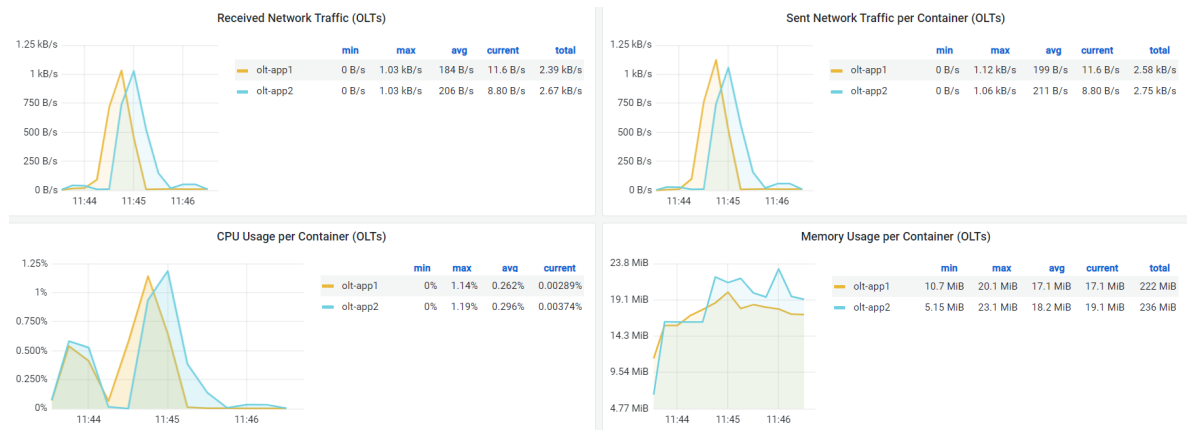 Received Network Traffic (OLTs)
1.25 kB/s
1 kB/s
750 B/s
500 B/s
250 B/s
0 B/s
11:44 11:45 11:46
min max avg current total
olt-app1 0 B/s 1.03 kB/s 184 B/s 11.6 B/s 2.39 kB/s
olt-app2 0 B/s 1.03 kB/s 206 B/s 8.80 B/s 2.67 kB/s
Sent Network Traffic per Container (OLTs)
1.25 kB/s
1 kB/s
750 B/s
500 B/s
250 B/s
0 B/s
11:44 11:45 11:46
min max avg current total
olt-app1 0 B/s 1.12 kB/s 199 B/s 11.6 B/s 2.58 kB/s
olt-app2 0 B/s 1.06 kB/s 211 B/s 8.80 B/s 2.75 kB/s
CPU Usage per Container (OLTs)
1.25%
1%
0.750%
0.500%
0.250%
0%
11:44 11:45 11:46
min max avg current
olt-app1 0% 1.14% 0.262% 0.00289%
olt-app2 0% 1.19% 0.296% 0.00374%
Memory Usage per Container (OLTs)
23.8 MiB
19.1 MiB
14.3 MiB
9.54 MiB
4.77 MiB
11:44 11:45 11:46
min max avg current total
olt-app1 10.7 MiB 20.1 MiB 17.1 MiB 17.1 MiB 222 MiB
olt-app2 5.15 MiB 23.1 MiB 18.2 MiB 19.1 MiB 236 MiB